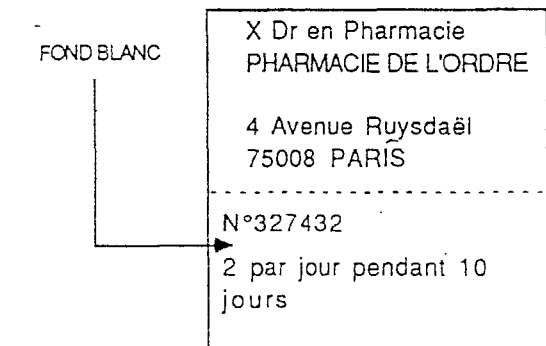 FOND BLANC
X Dr en Pharmacie
PHARMACIE DE L'ORDRE
4 Avenue Ruysdaël
75008 PARIS
N°327432
2 par jour pendant 10
jours